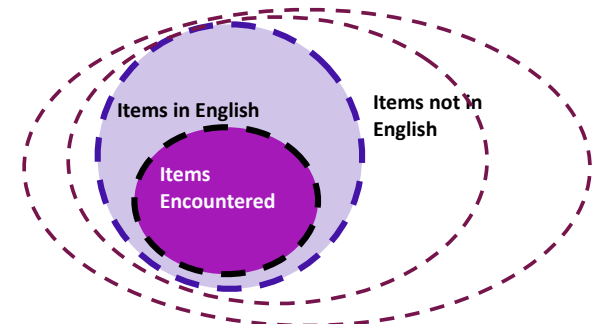 Items in English
Items not in
English
Items
Encountered